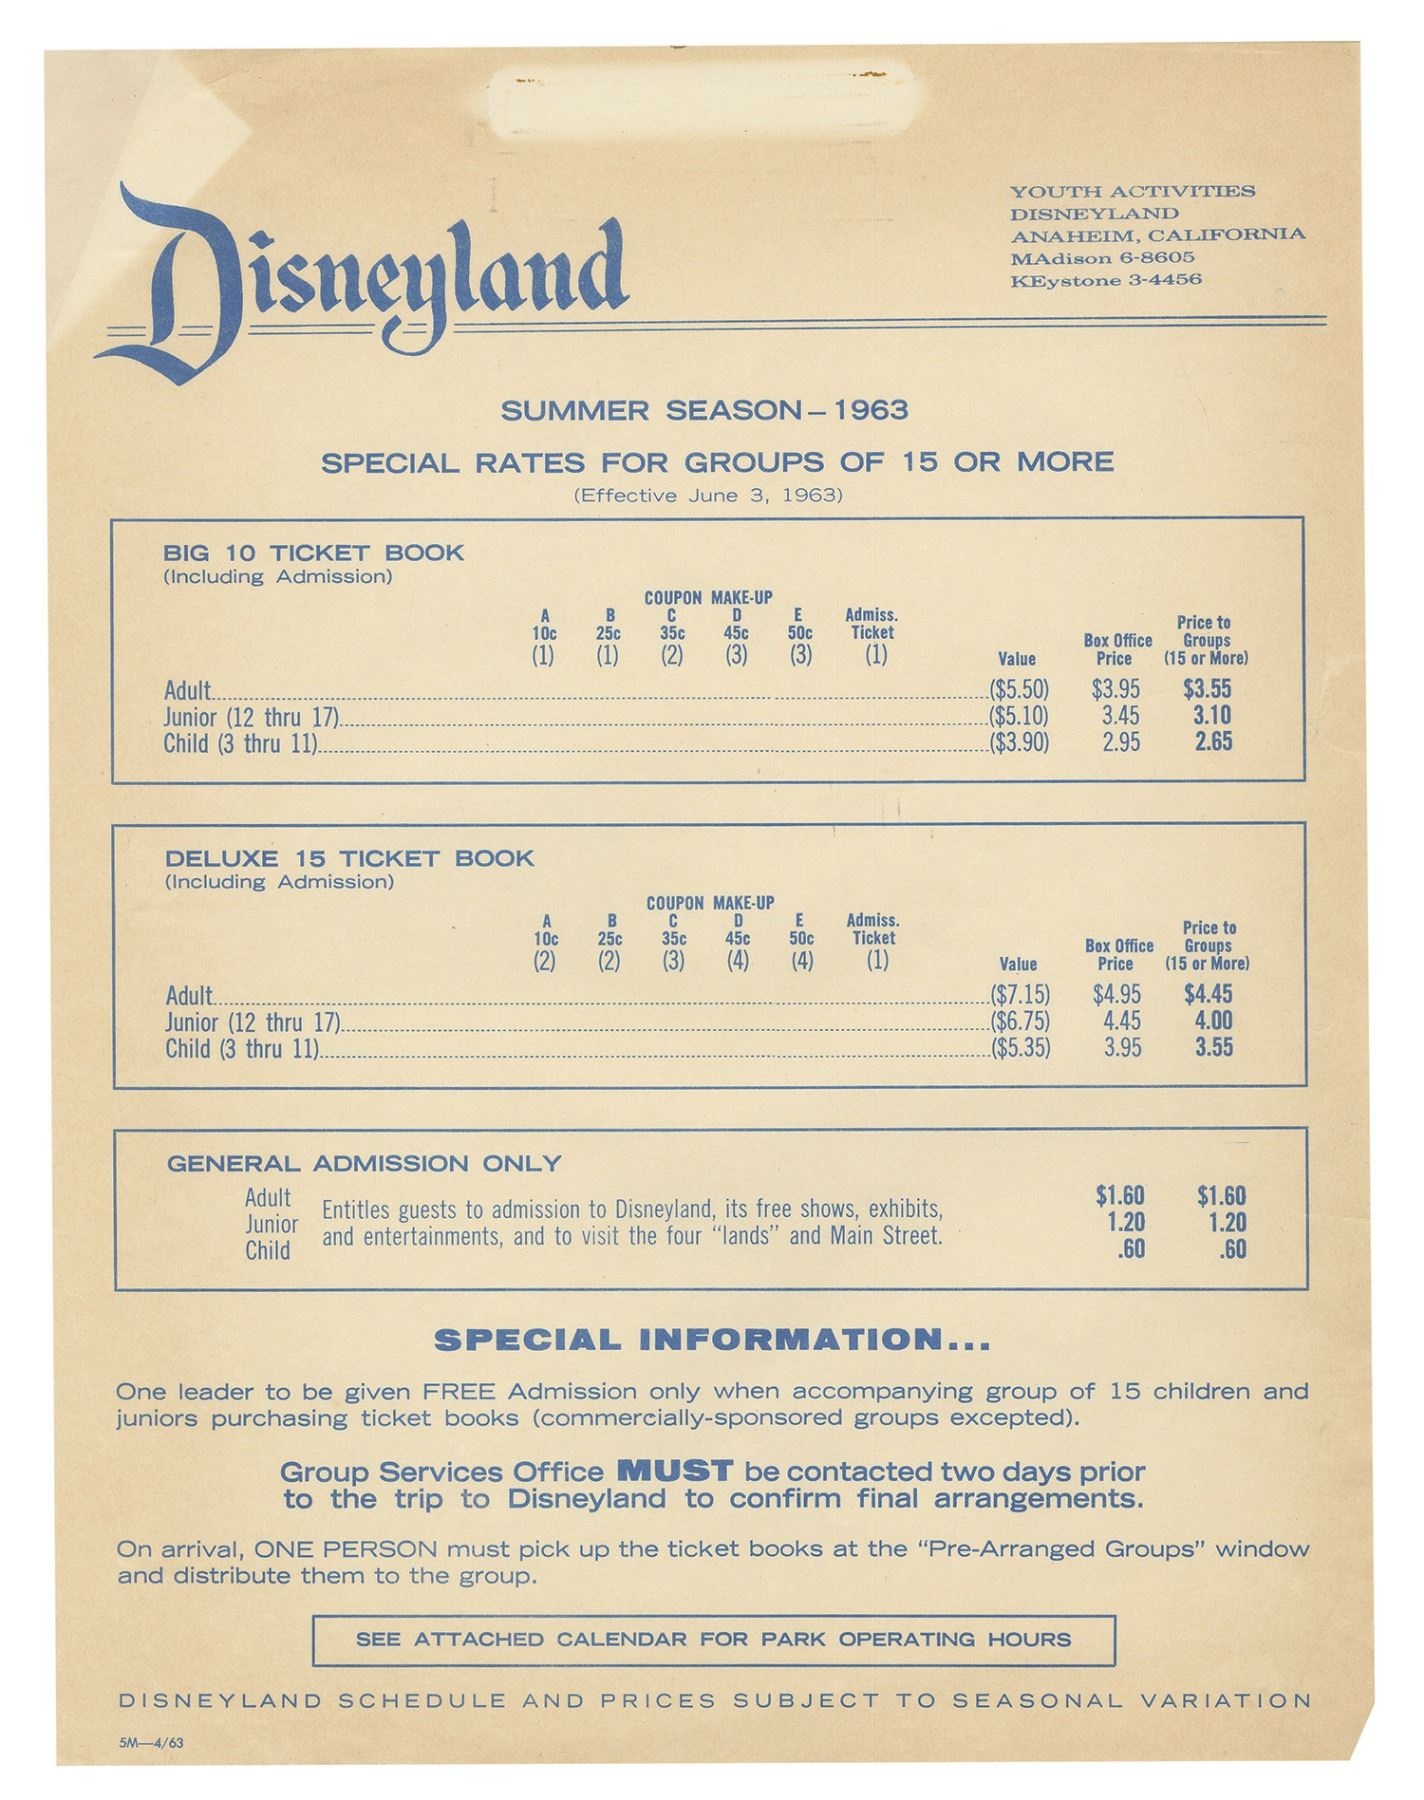 Disneyland
YOUTH ACTIVITIES
DISNEYLAND
ANAHEIM, CALIFORNIA
MAdison 6-8605
KEystone 3-4456
SUMMER SEASON – 1963
SPECIAL RATES FOR GROUPS OF 15 OR MORE
(Effective June 3, 1963)
BIG 10 TICKET BOOK
(Including Admission)
COUPON MAKE-UP
A B C D E Admiss.
10c 25c 35c 45c 50c Ticket
(1) (1) (2) (3) (3) (1)
Price to
Box Office Groups
Value Price (15 or More)
Adult ($5.50) $3.95 $3.55
Junior (12 thru 17) ($5.10) 3.45 3.10
Child (3 thru 11) ($3.90) 2.95 2.65
DELUXE 15 TICKET BOOK
(Including Admission)
COUPON MAKE-UP
A B C D E Admiss.
10c 25c 35c 45c 50c Ticket
(2) (2) (3) (4) (4) (1)
Price to
Box Office Groups
Value Price (15 or More)
Adult ($7.15) $4.95 $4.45
Junior (12 thru 17) ($6.75) 4.45 4.00
Child (3 thru 11) ($5.35) 3.95 3.55
GENERAL ADMISSION ONLY
Adult $1.60 $1.60
Entitles guests to admission to Disneyland, its free shows, exhibits,
Junior 1.20 1.20
and entertainments, and to visit the four "lands" and Main Street.
Child .60 .60
SPECIAL INFORMATION...
One leader to be given FREE Admission only when accompanying group of 15 children and
juniors purchasing ticket books (commercially-sponsored groups excepted).
Group Services Office MUST be contacted two days prior
to the trip to Disneyland to confirm final arrangements.
On arrival, ONE PERSON must pick up the ticket books at the "Pre-Arranged Groups" window
and distribute them to the group.
SEE ATTACHED CALENDAR FOR PARK OPERATING HOURS
DISNEYLAND SCHEDULE AND PRICES SUBJECT TO SEASONAL VARIATION
5M—4/63